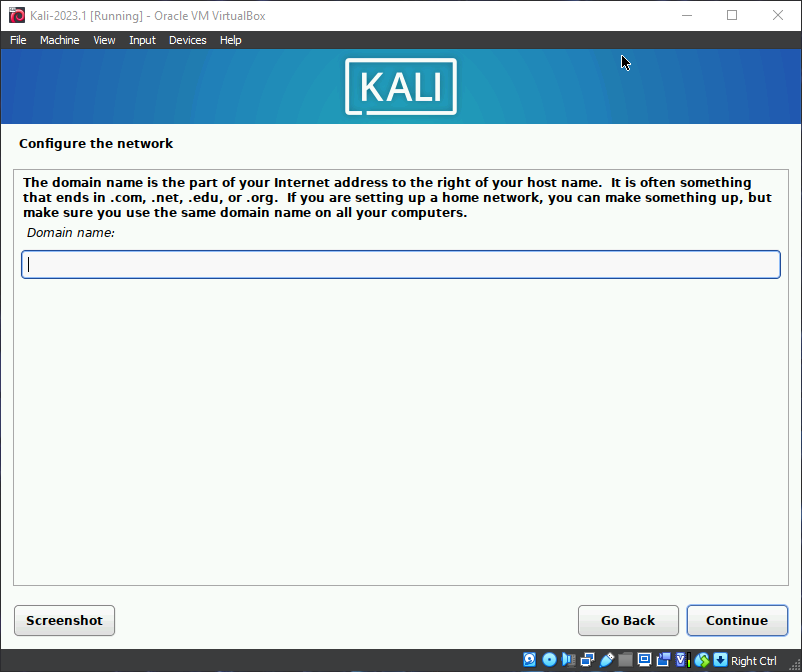 Kali-2023.1 [Running] - Oracle VM VirtualBox
File Machine View Input Devices Help
KALI
Configure the network
The domain name is the part of your Internet address to the right of your host name.  It is often something
that ends in .com, .net, .edu, or .org.  If you are setting up a home network, you can make something up, but
make sure you use the same domain name on all your computers.
Domain name:
Screenshot
Go Back
Continue
Right Ctrl